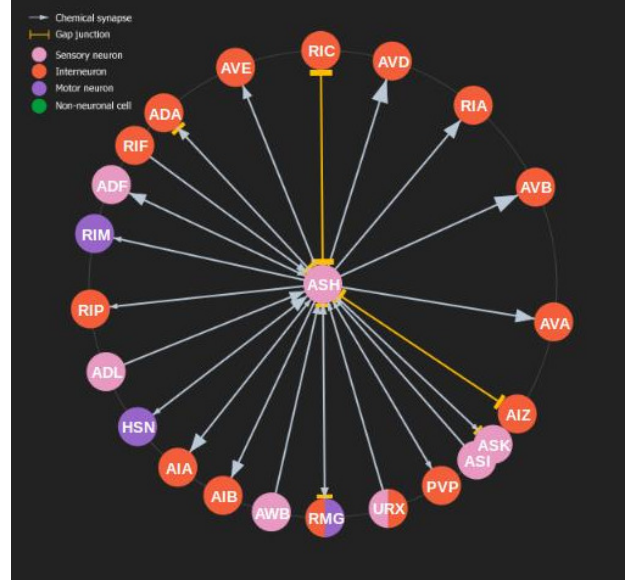 Chemical synapse
Gap junction
Sensory neuron
Interneuron
Motor neuron
Non-neuronal cell
RIC
AVD
AVE
RIA
ADA
RIF
ADF
AVB
RIM
ASH
RIP
AVA
ADL
AIZ
HSN
ASK
ASI
AIA
PVP
AIB
AWB
RMG
URX